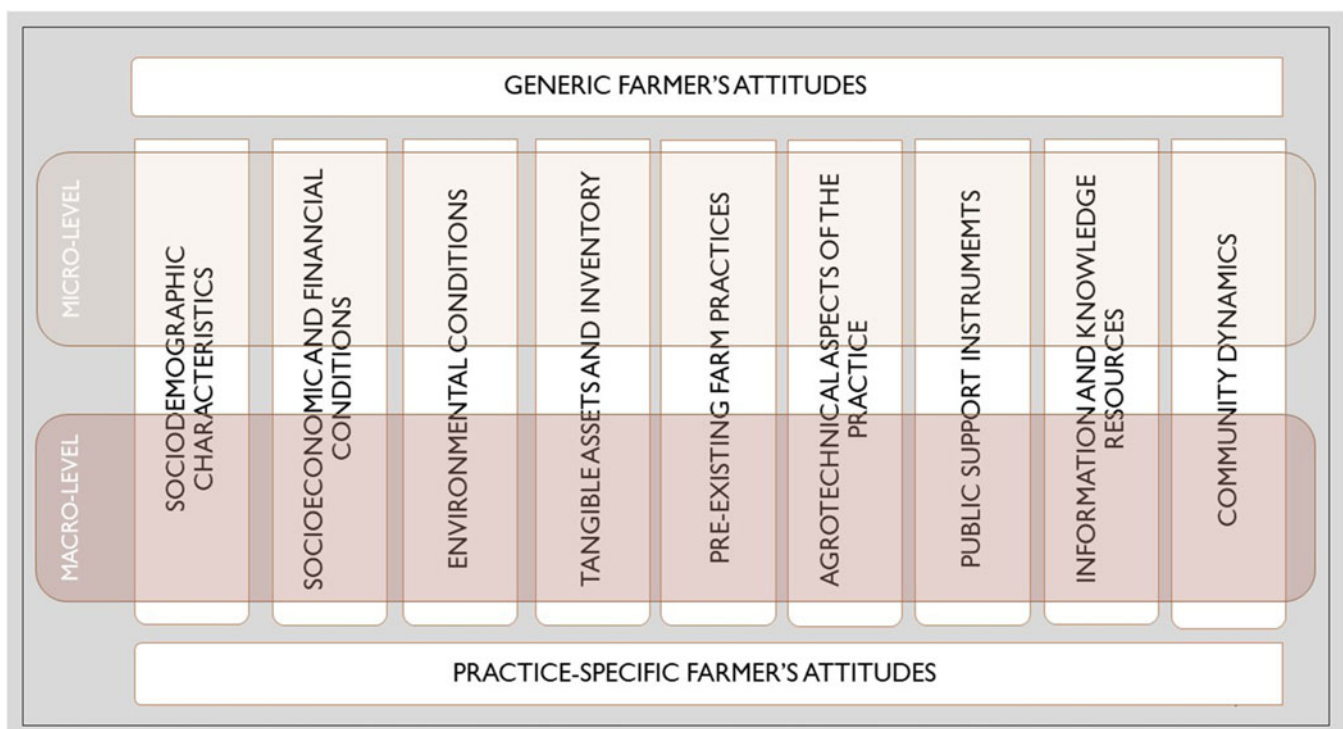 GENERIC FARMER'S ATTITUDES
MICRO-LEVEL
MACRO-LEVEL
SOCIODEMOGRAPHIC
CHARACTERISTICS
SOCIOECONOMIC AND FINANCIAL
CONDITIONS
ENVIRONMENTAL CONDITIONS
TANGIBLE ASSETS AND INVENTORY
PRE-EXISTING FARM PRACTICES
AGROTECHNICAL ASPECTS OF THE
PRACTICE
PUBLIC SUPPORT INSTRUMEMTS
INFORMATION AND KNOWLEDGE
RESOURCES
COMMUNITY DYNAMICS
PRACTICE-SPECIFIC FARMER'S ATTITUDES